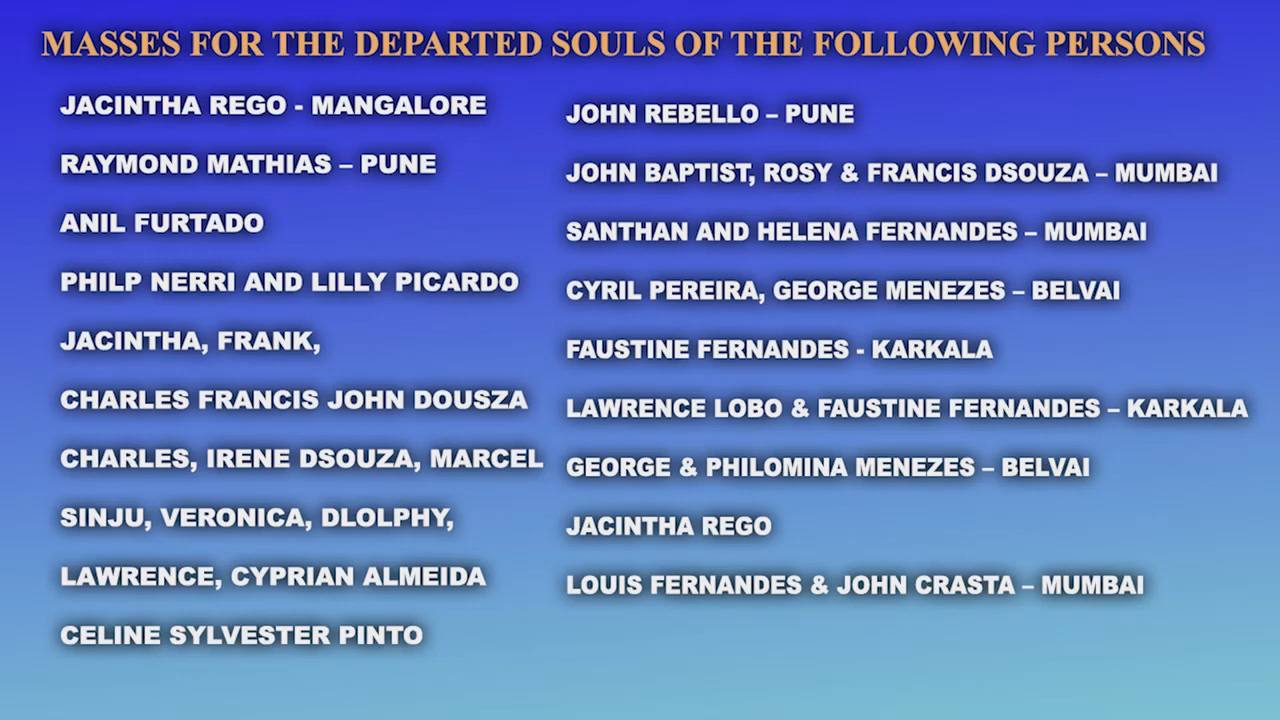 MASSES FOR THE DEPARTED SOULS OF THE FOLLOWING PERSONS
JACINTHA REGO - MANGALORE
RAYMOND MATHIAS – PUNE
ANIL FURTADO
PHILP NERRI AND LILLY PICARDO
JACINTHA, FRANK,
CHARLES FRANCIS JOHN DOUSZA
CHARLES, IRENE DSOUZA, MARCEL
SINJU, VERONICA, DLOLPHY,
LAWRENCE, CYPRIAN ALMEIDA
CELINE SYLVESTER PINTO
JOHN REBELLO – PUNE
JOHN BAPTIST, ROSY & FRANCIS DSOUZA – MUMBAI
SANTHAN AND HELENA FERNANDES – MUMBAI
CYRIL PEREIRA, GEORGE MENEZES – BELVAI
FAUSTINE FERNANDES - KARKALA
LAWRENCE LOBO & FAUSTINE FERNANDES – KARKALA
GEORGE & PHILOMINA MENEZES – BELVAI
JACINTHA REGO
LOUIS FERNANDES & JOHN CRASTA – MUMBAI